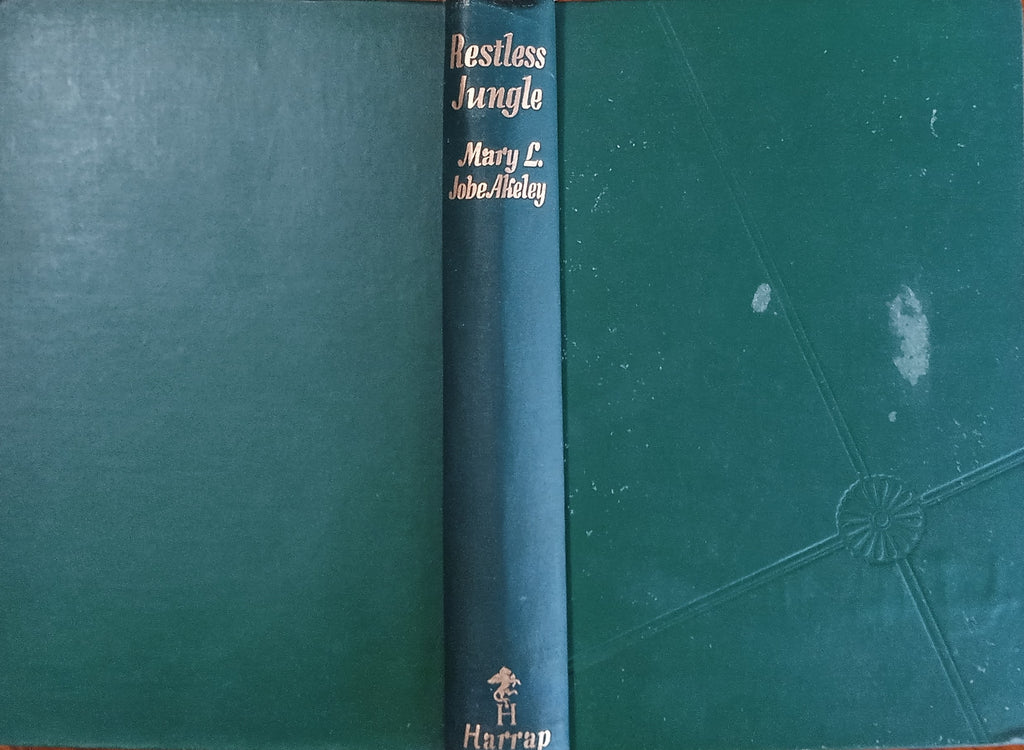 Restless
Jungle
Mary L.
Jobe Akeley
H
Harrap